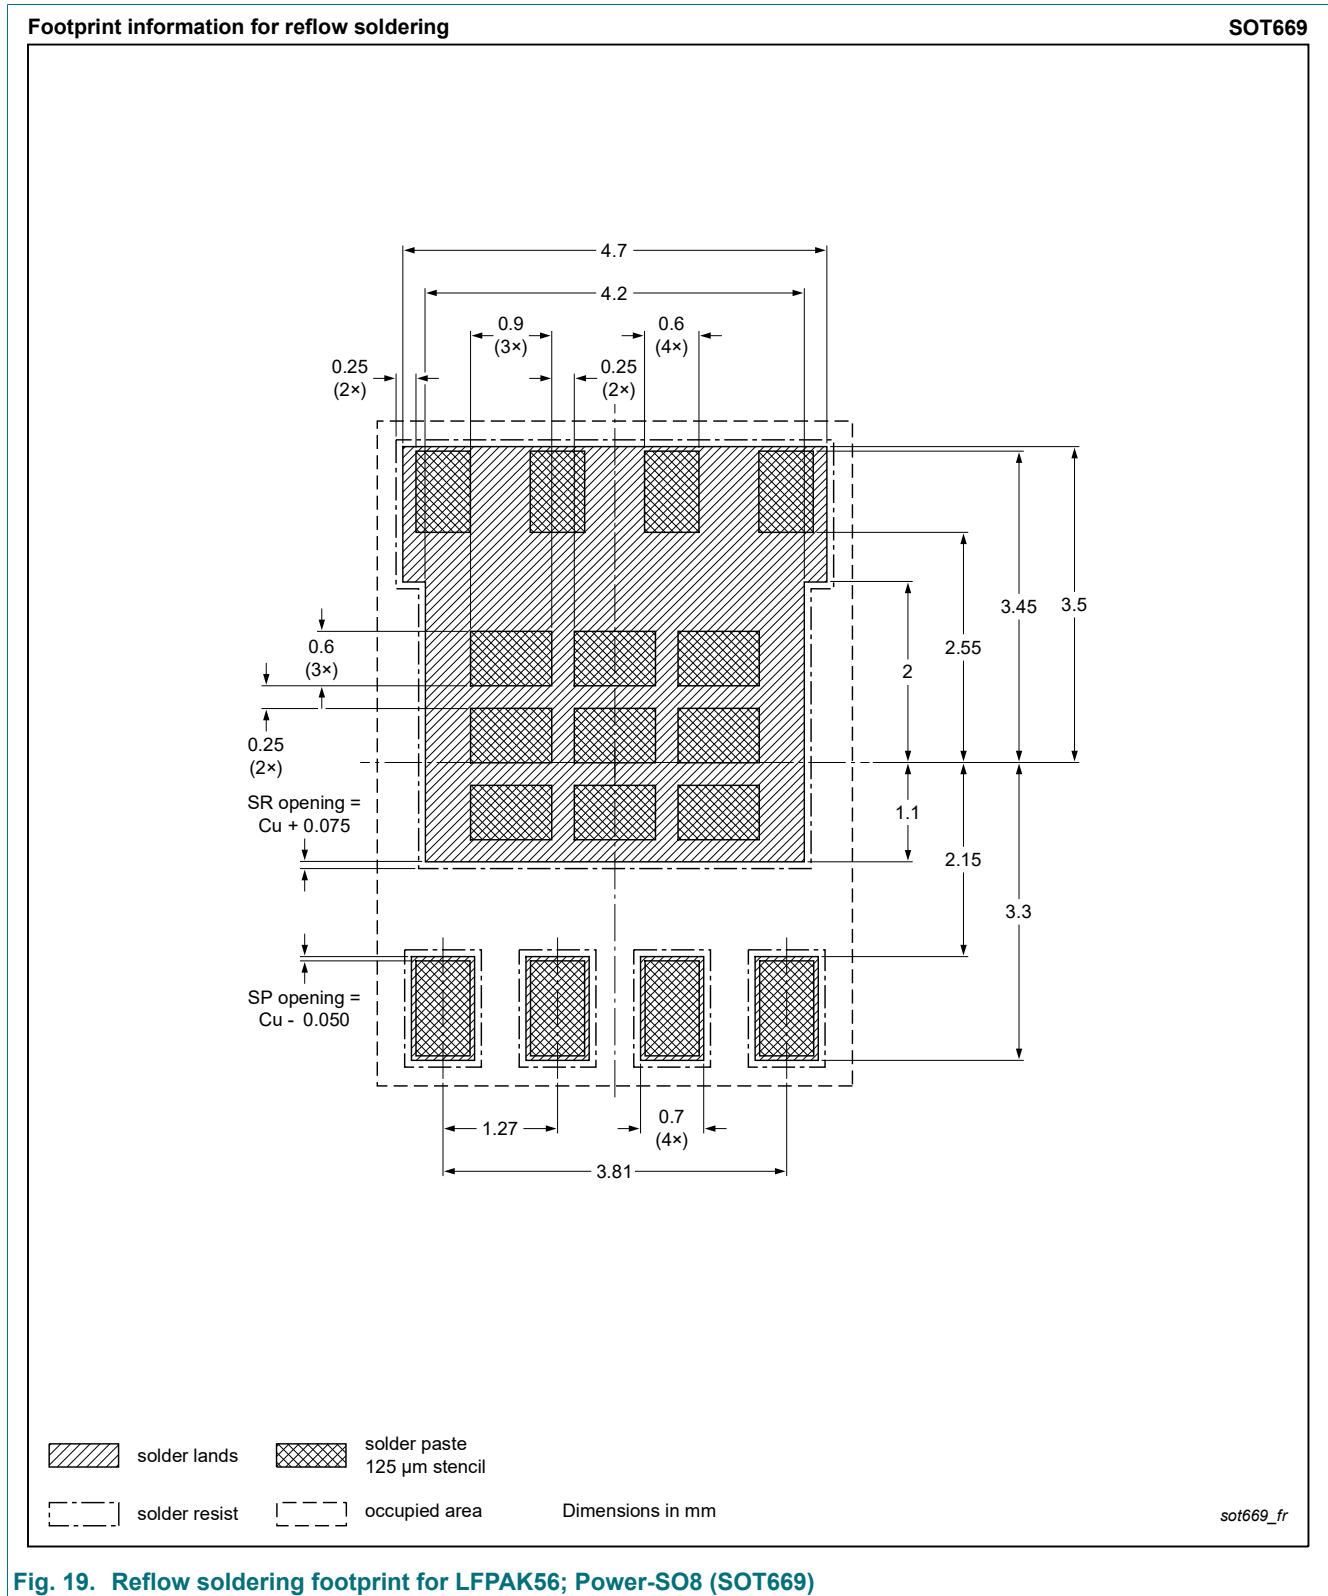 Footprint information for reflow soldering
SOT669
4.7
4.2
0.9
(3×)
0.6
(4×)
0.25
(2×)
0.25
(2×)
3.45
3.5
2.55
2
0.6
(3×)
0.25
(2×)
SR opening =
Cu + 0.075
1.1
2.15
3.3
SP opening =
Cu - 0.050
1.27
0.7
(4×)
3.81
solder lands
solder paste
125 µm stencil
solder resist
occupied area
Dimensions in mm
sot669_fr
Fig. 19. Reflow soldering footprint for LFPAK56; Power-SO8 (SOT669)